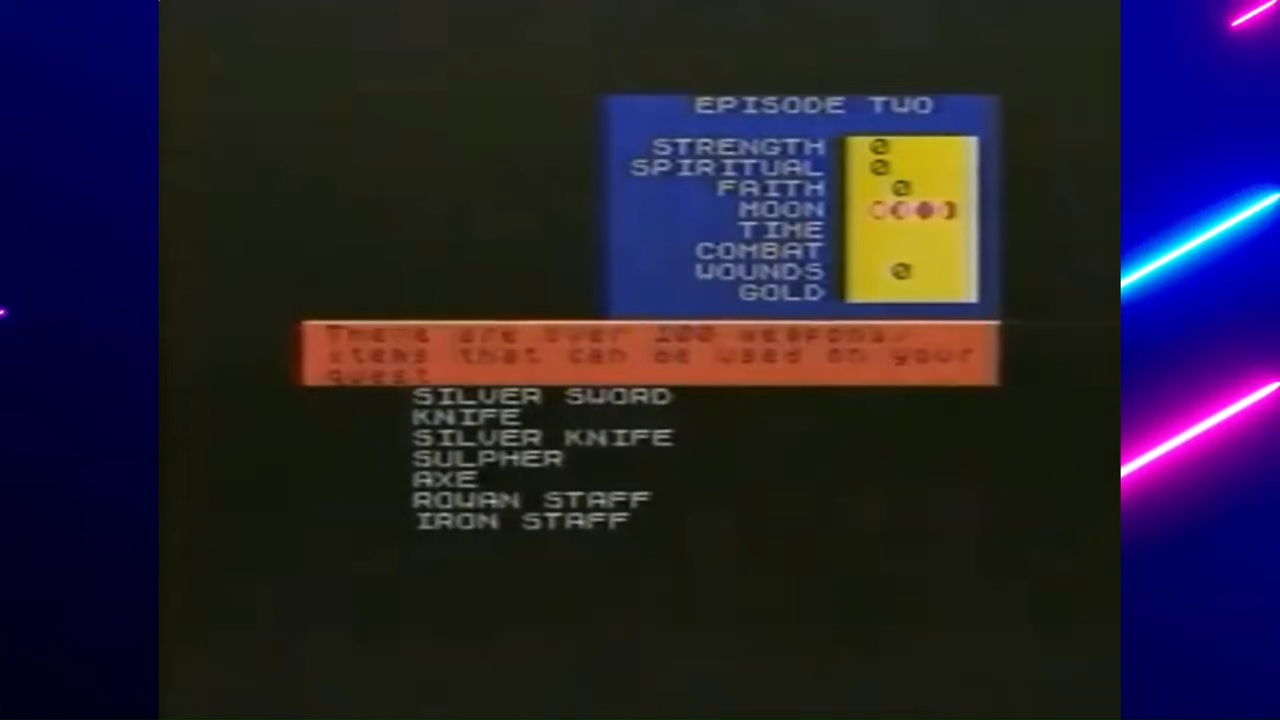 EPISODE TWO
STRENGTH 0
SPIRITUAL 0
FAITH 0
MOON
TIME
COMBAT
WOUNDS 0
GOLD
There are over 100 weapons,
items that can be used on your
quest
SILVER SWORD
KNIFE
SILVER KNIFE
SULPHER
AXE
ROWAN STAFF
IRON STAFF